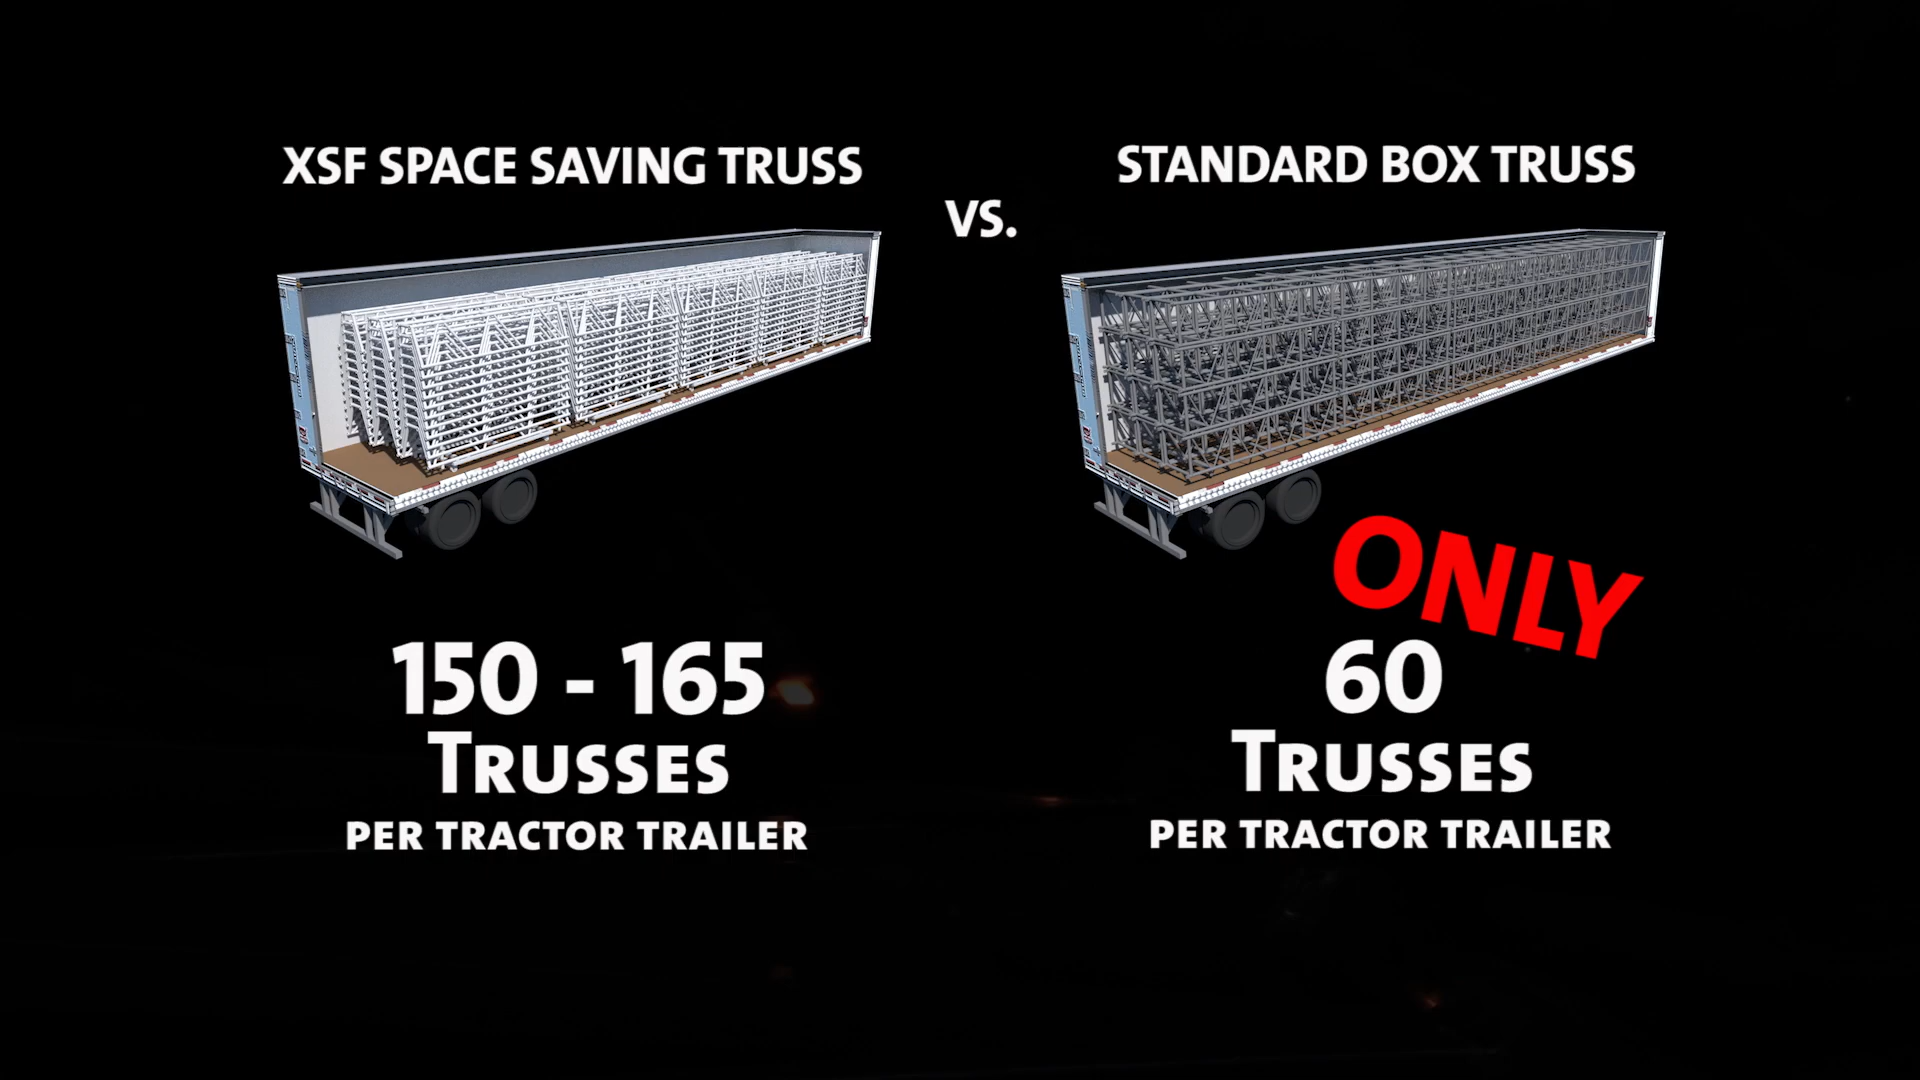 XSF SPACE SAVING TRUSS
VS.
STANDARD BOX TRUSS
150 - 165
TRUSSES
PER TRACTOR TRAILER
ONLY
60
TRUSSES
PER TRACTOR TRAILER